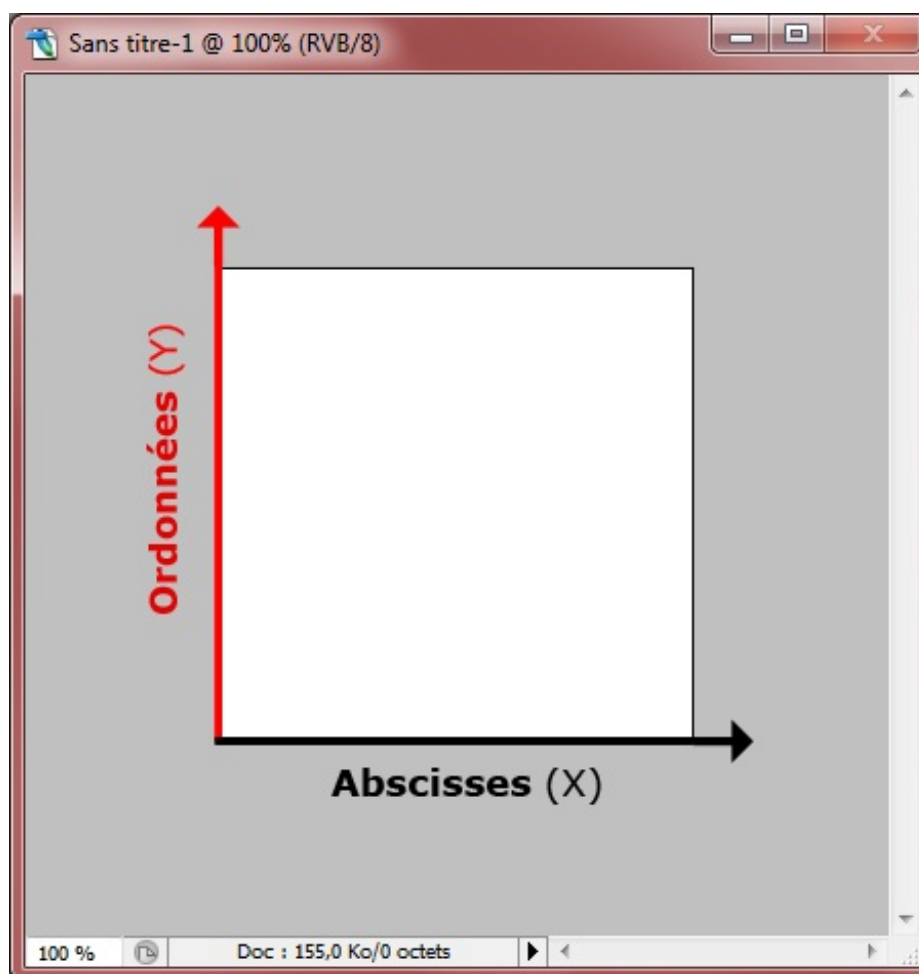 Sans titre-1 @ 100% (RVB/8)
Ordonnées (Y)
Abscisses (X)
100 %
Doc : 155,0 Ko/0 octets